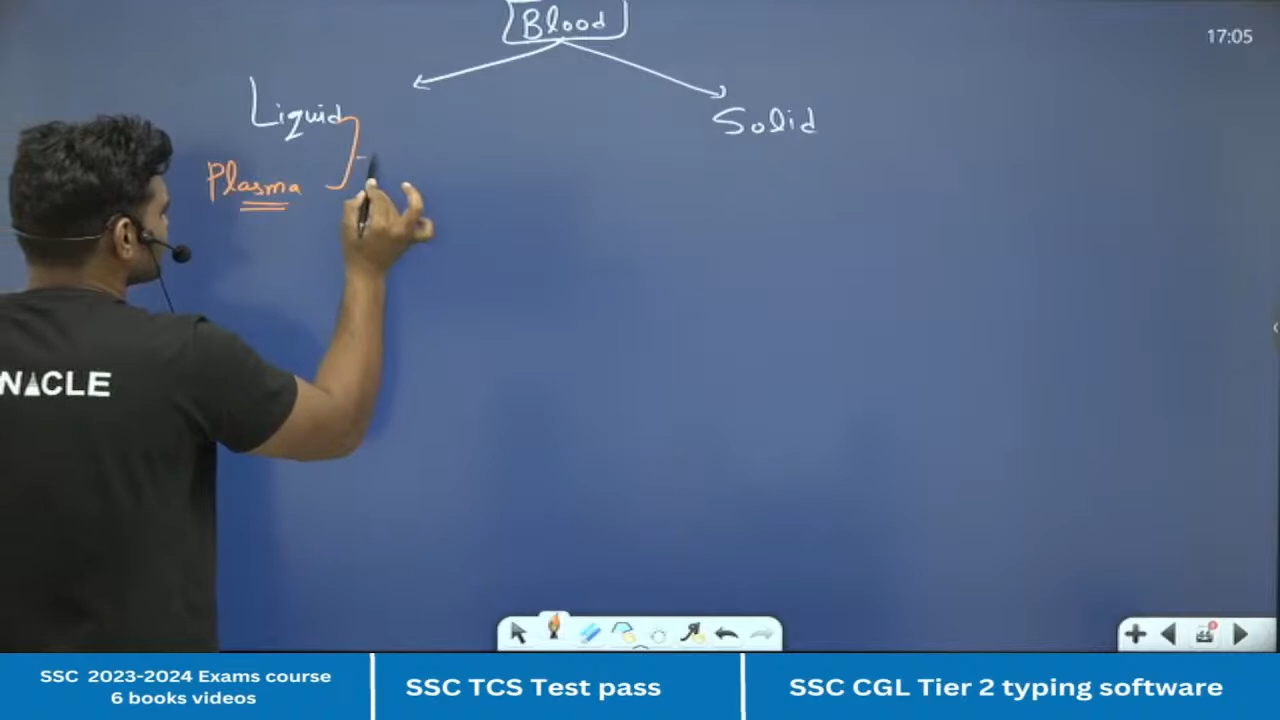 Blood
17:05
Liquid
Solid
Plasma
NACLE
SSC 2023-2024 Exams course
6 books videos
SSC TCS Test pass
SSC CGL Tier 2 typing software